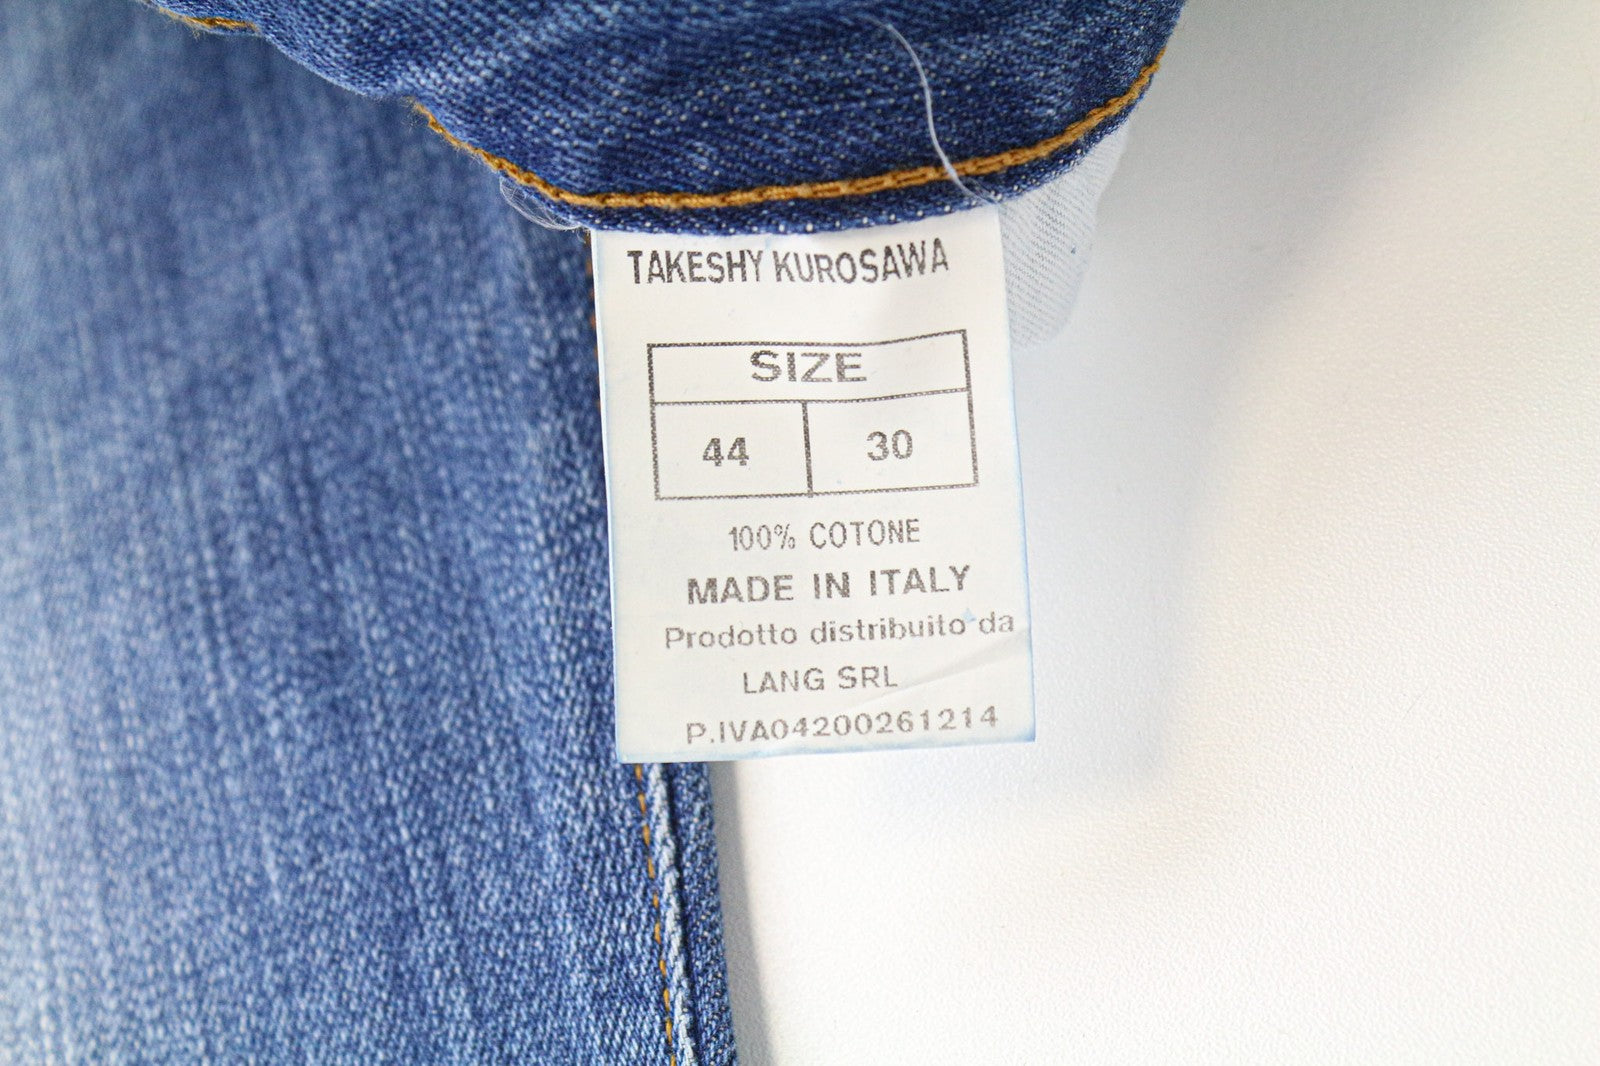 TAKESHY KUROSAWA
SIZE
44 30
100% COTONE
MADE IN ITALY
Prodotto distribuito da
LANG SRL
P.IVA04200261214